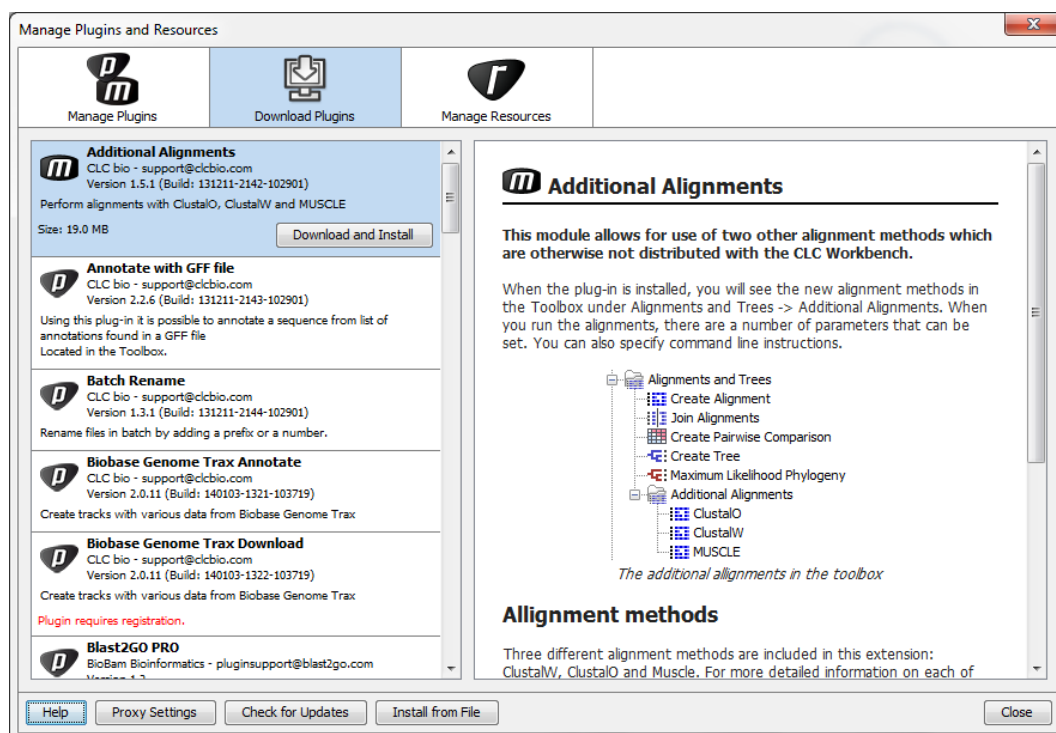 Manage Plugins and Resources
Manage Plugins
Download Plugins
Manage Resources
Additional Alignments
CLC bio - support@clcbio.com
Version 1.5.1 (Build: 131211-2142-102901)
Perform alignments with ClustalO, ClustalW and MUSCLE
Size: 19.0 MB
Download and Install
Annotate with GFF file
CLC bio - support@clcbio.com
Version 2.2.6 (Build: 131211-2143-102901)
Using this plug-in it is possible to annotate a sequence from list of
annotations found in a GFF file
Located in the Toolbox.
Batch Rename
CLC bio - support@clcbio.com
Version 1.3.1 (Build: 131211-2144-102901)
Rename files in batch by adding a prefix or a number.
Biobase Genome Trax Annotate
CLC bio - support@clcbio.com
Version 2.0.11 (Build: 140103-1321-103719)
Create tracks with various data from Biobase Genome Trax
Biobase Genome Trax Download
CLC bio - support@clcbio.com
Version 2.0.11 (Build: 140103-1322-103719)
Create tracks with various data from Biobase Genome Trax
Plugin requires registration.
Blast2GO PRO
BioBam Bioinformatics - pluginsupport@blast2go.com
Additional Alignments
This module allows for use of two other alignment methods which
are otherwise not distributed with the CLC Workbench.
When the plug-in is installed, you will see the new alignment methods in
the Toolbox under Alignments and Trees -> Additional Alignments. When
you run the alignments, there are a number of parameters that can be
set. You can also specify command line instructions.
Alignments and Trees
Create Alignment
Join Alignments
Create Pairwise Comparison
Create Tree
Maximum Likelihood Phylogeny
Additional Alignments
ClustalO
ClustalW
MUSCLE
The additional allignments in the toolbox
Allignment methods
Three different alignment methods are included in this extension:
ClustalW, ClustalO and Muscle. For more detailed information on each of
Help
Proxy Settings
Check for Updates
Install from File
Close